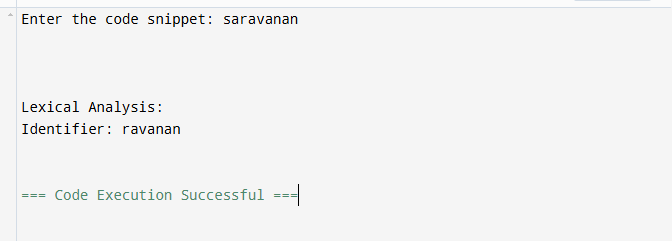 Enter the code snippet: saravanan
Lexical Analysis:
Identifier: ravanan
=== Code Execution Successful ===